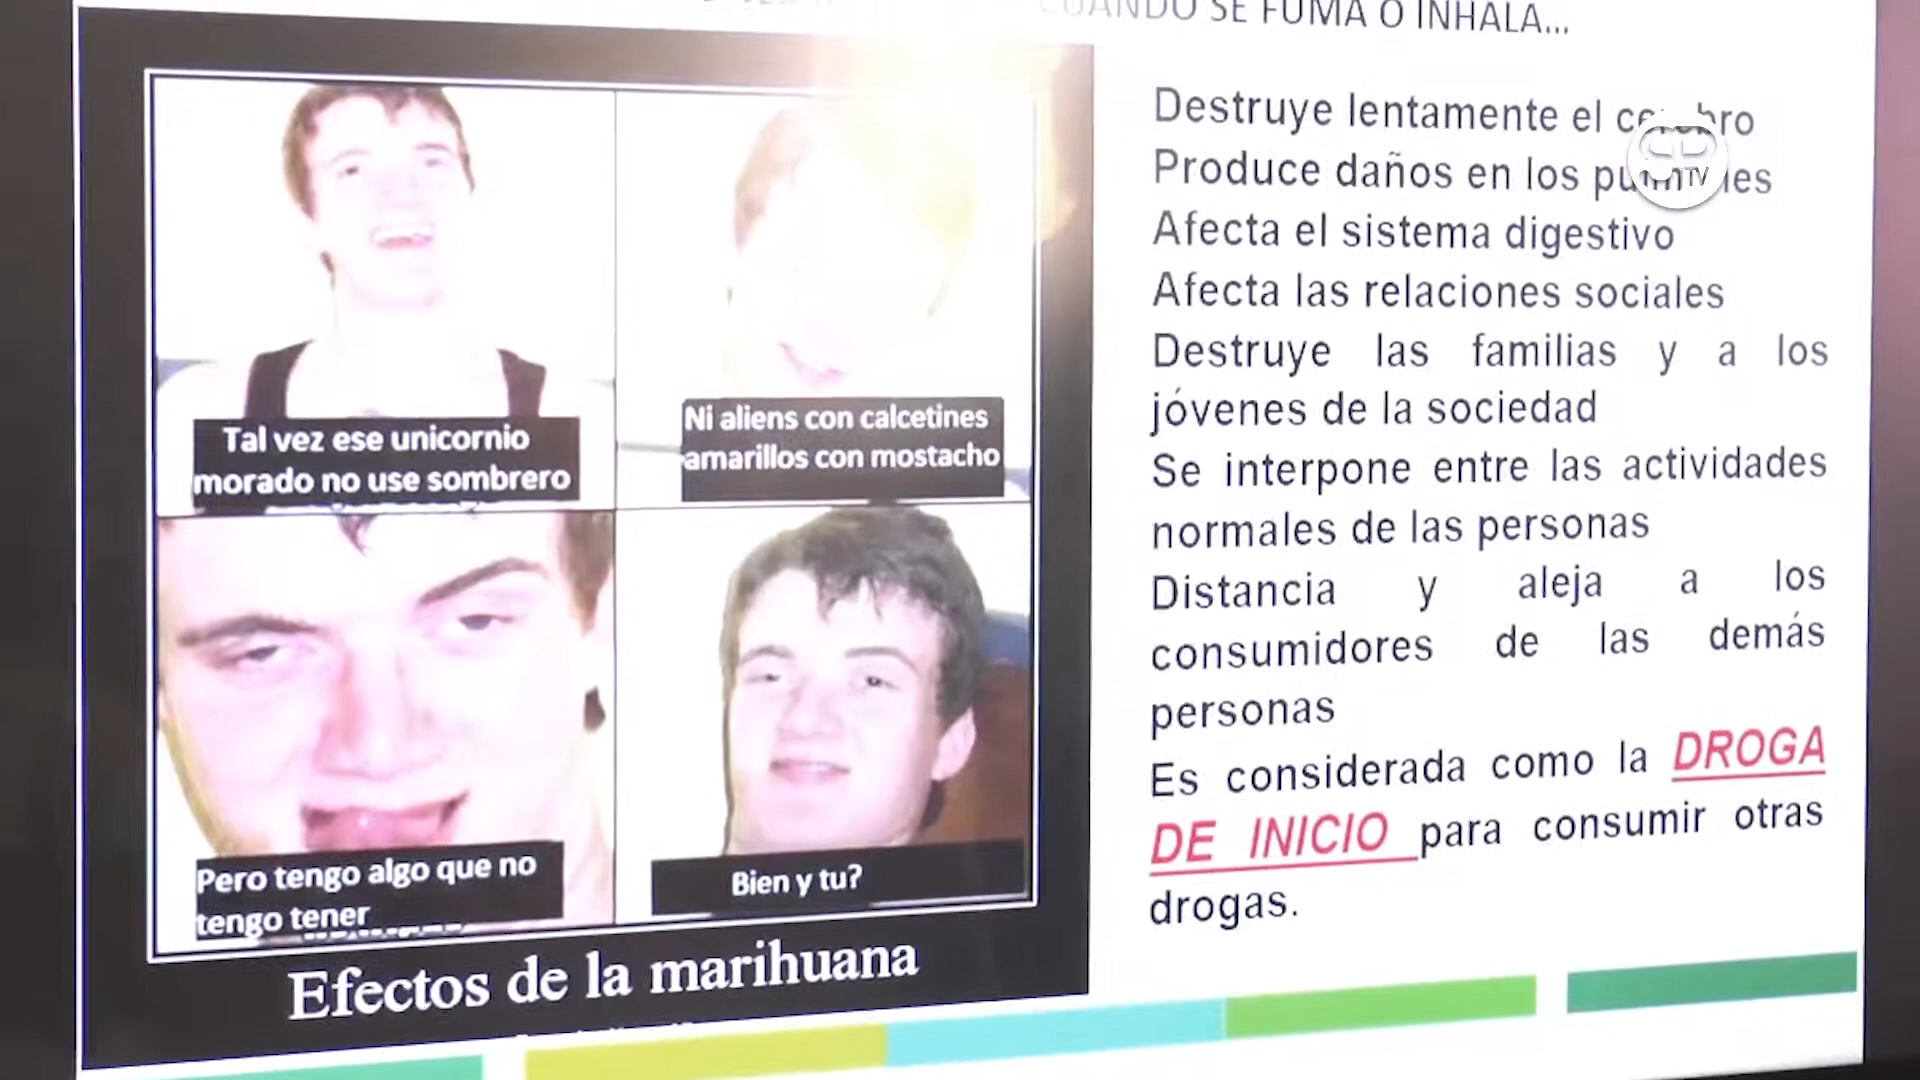 CUANDO SE FUMA O INHALA...
Tal vez ese unicornio
morado no use sombrero
Ni aliens con calcetines
amarillos con mostacho
Pero tengo algo que no
tengo tener
Bien y tu?
Efectos de la marihuana
Destruye lentamente el cerebro
Produce daños en los pulmones
Afecta el sistema digestivo
Afecta las relaciones sociales
Destruye las familias y a los
jóvenes de la sociedad
Se interpone entre las actividades
normales de las personas
Distancia y aleja a los
consumidores de las demás
personas
Es considerada como la DROGA
DE INICIO para consumir otras
drogas.
TV